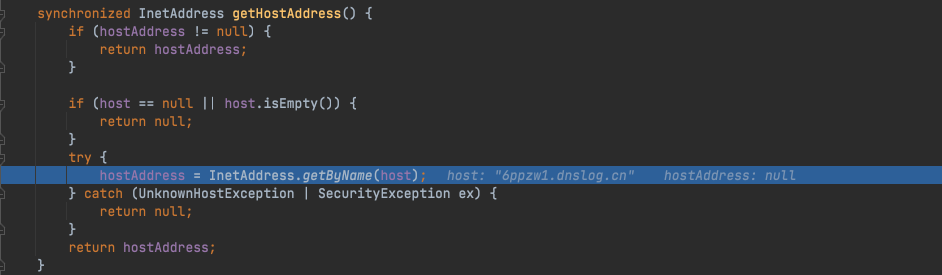 synchronized InetAddress getHostAddress() {
    if (hostAddress != null) {
        return hostAddress;
    }
    if (host == null || host.isEmpty()) {
        return null;
    }
    try {
        hostAddress = InetAddress.getByName(host);   host: "6ppzw1.dnslog.cn"    hostAddress: null
    } catch (UnknownHostException | SecurityException ex) {
        return null;
    }
    return hostAddress;
}